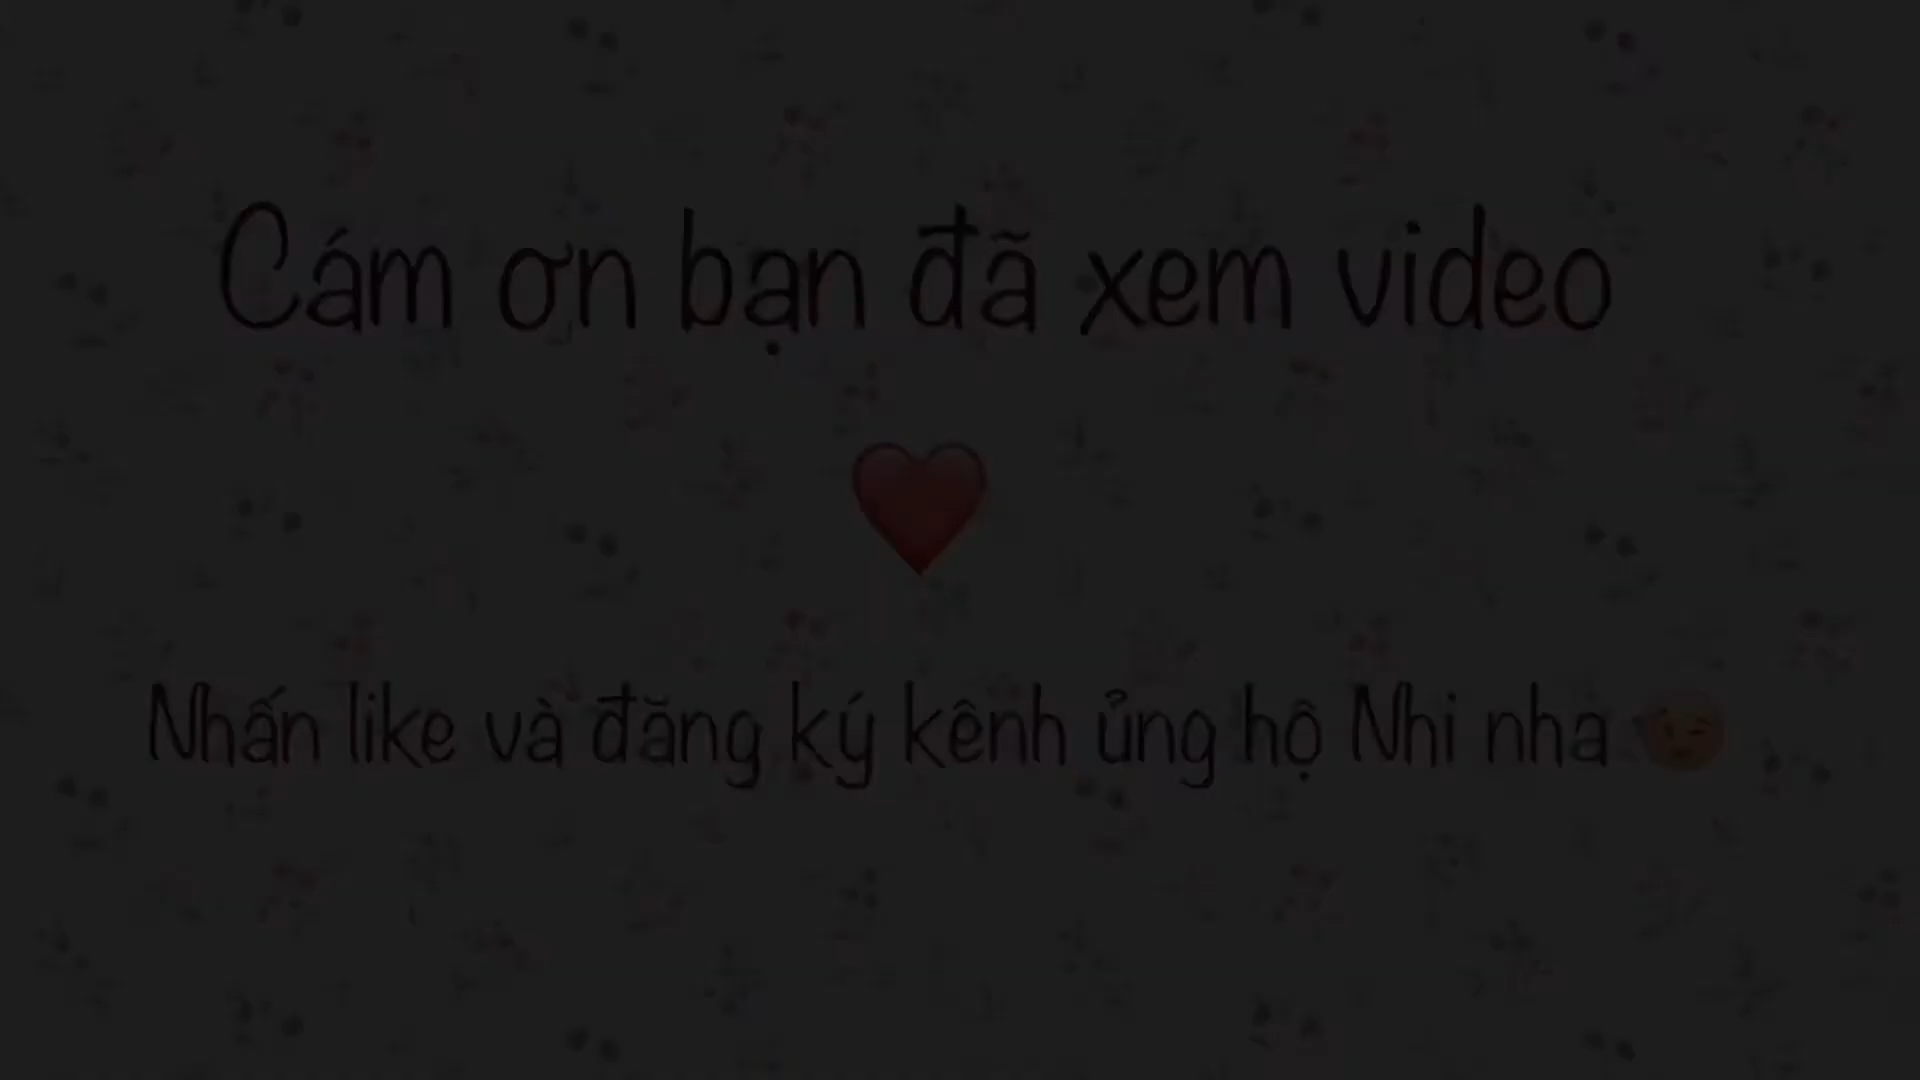 Cám ơn bạn đã xem video
❤️
Nhấn like và đăng ký kênh ủng hộ Nhi nha 😉